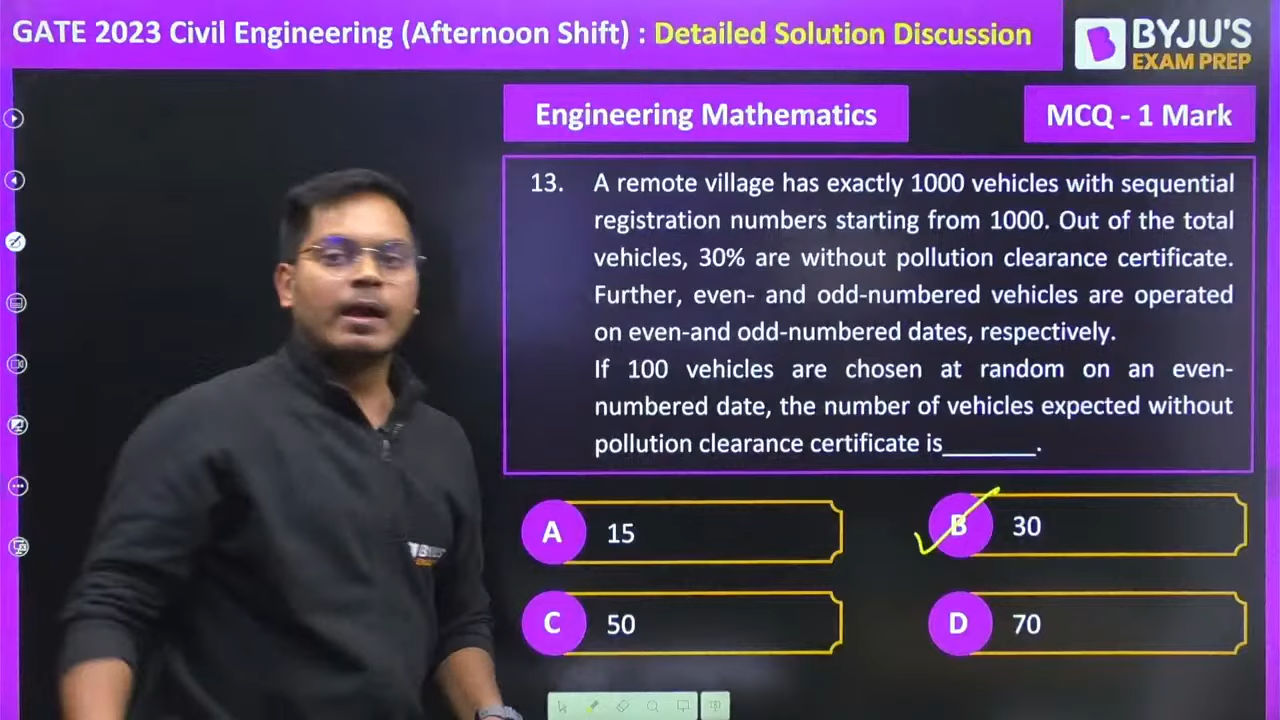 GATE 2023 Civil Engineering (Afternoon Shift) : Detailed Solution Discussion
BYJU'S
EXAM PREP
Engineering Mathematics
MCQ - 1 Mark
13. A remote village has exactly 1000 vehicles with sequential
registration numbers starting from 1000. Out of the total
vehicles, 30% are without pollution clearance certificate.
Further, even- and odd-numbered vehicles are operated
on even-and odd-numbered dates, respectively.
If 100 vehicles are chosen at random on an even-
numbered date, the number of vehicles expected without
pollution clearance certificate is_______.
A 15
B 30
C 50
D 70